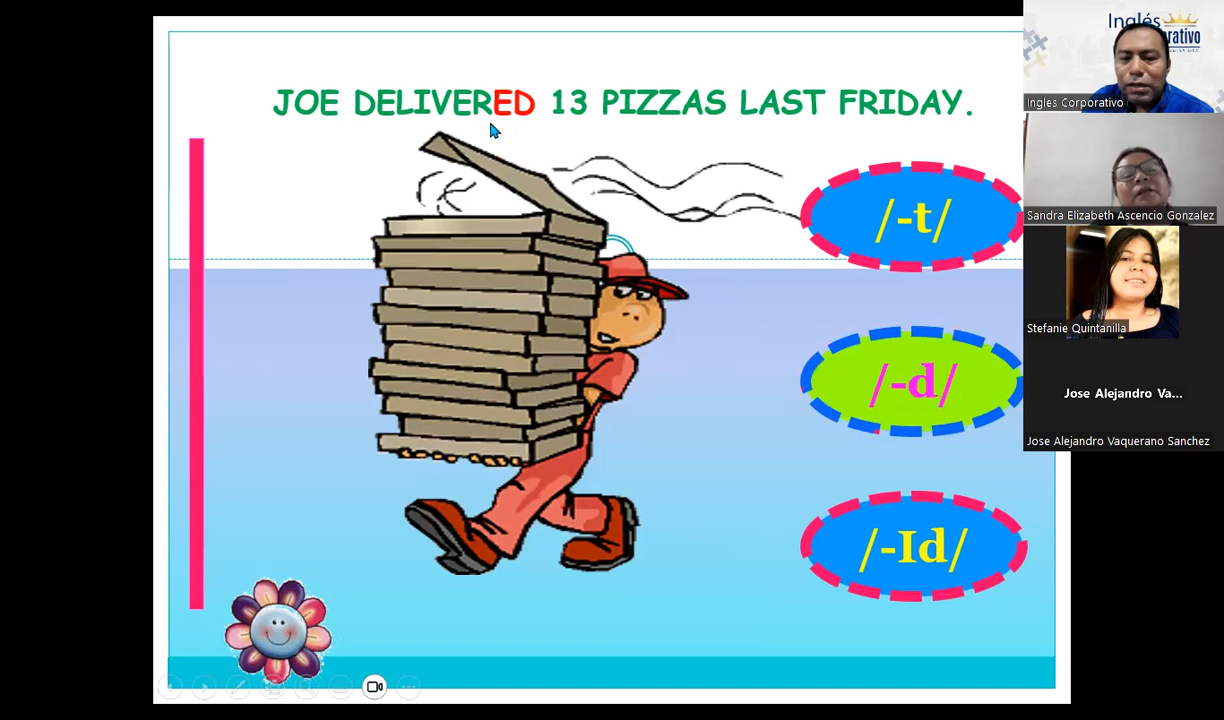 JOE DELIVERED 13 PIZZAS LAST FRIDAY.
/-t/
/-d/
/-Id/
Inglés
Ingles Corporativo
Sandra Elizabeth Ascencio Gonzalez
Stefanie Quintanilla
Jose Alejandro Va...
Jose Alejandro Vaquerano Sanchez